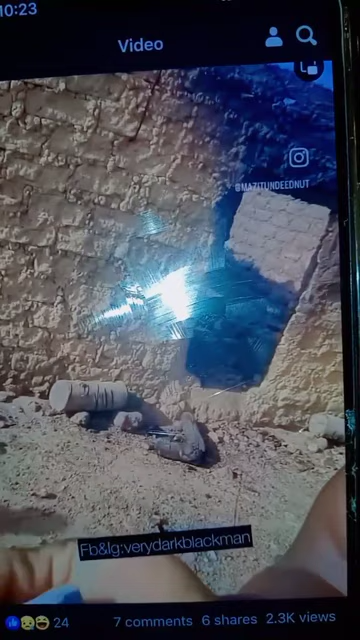 10:23
Video
@MAZITUNDEEDNUT
Fb&Ig:verydarkblackman
24
7 comments
6 shares
2.3K views